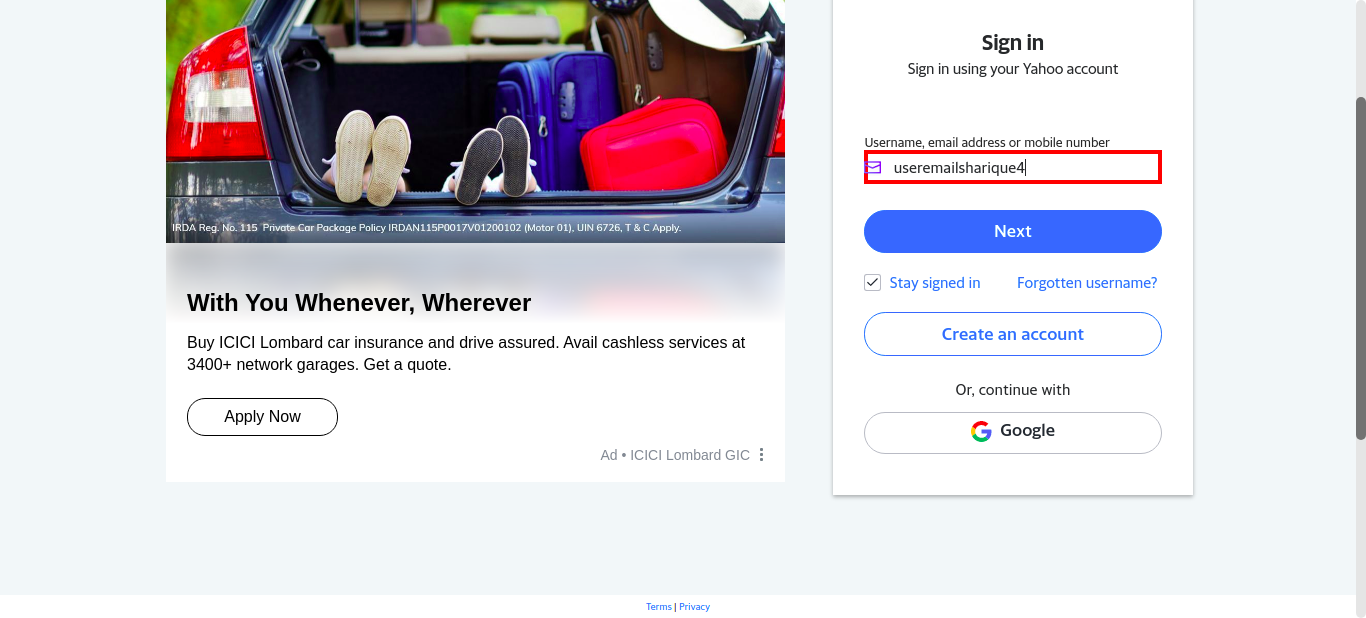 IRDA Reg. No. 115 Private Car Package Policy IRDAN115P0017V01200102 (Motor 01), UIN 6726, T & C Apply.
With You Whenever, Wherever
Buy ICICI Lombard car insurance and drive assured. Avail cashless services at
3400+ network garages. Get a quote.
Apply Now
Ad • ICICI Lombard GIC
Sign in
Sign in using your Yahoo account
Username, email address or mobile number
useremailsharique4
Next
Stay signed in Forgotten username?
Create an account
Or, continue with
Google
Terms | Privacy